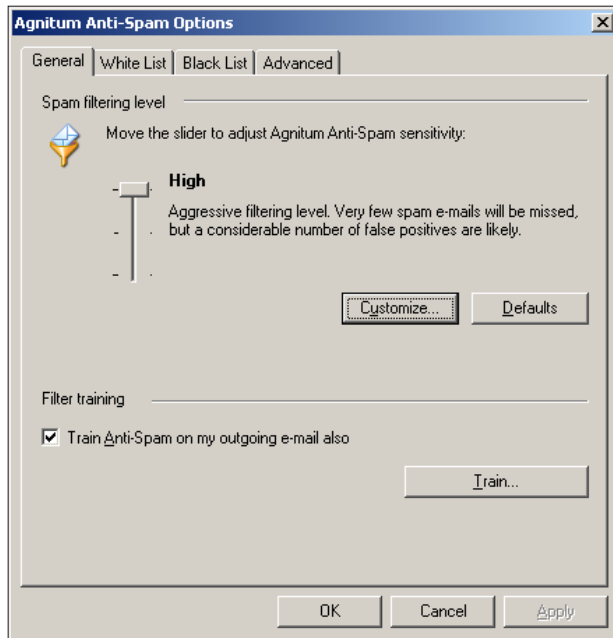 Agnitum Anti-Spam Options
General White List Black List Advanced
Spam filtering level
Move the slider to adjust Agnitum Anti-Spam sensitivity:
High
Aggressive filtering level. Very few spam e-mails will be missed,
but a considerable number of false positives are likely.
Customize... Defaults
Filter training
Train Anti-Spam on my outgoing e-mail also
Train...
OK Cancel Apply